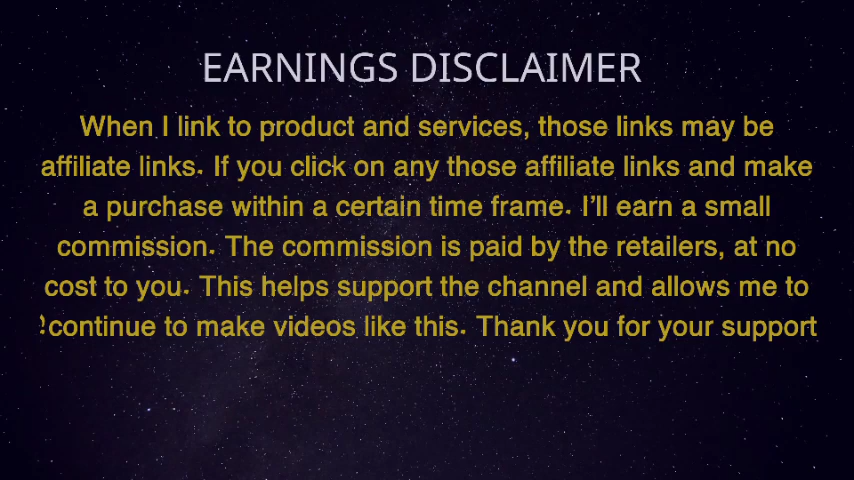 EARNINGS DISCLAIMER
When I link to product and services, those links may be
affiliate links. If you click on any those affiliate links and make
a purchase within a certain time frame. I'll earn a small
commission. The commission is paid by the retailers, at no
cost to you. This helps support the channel and allows me to
!continue to make videos like this. Thank you for your support